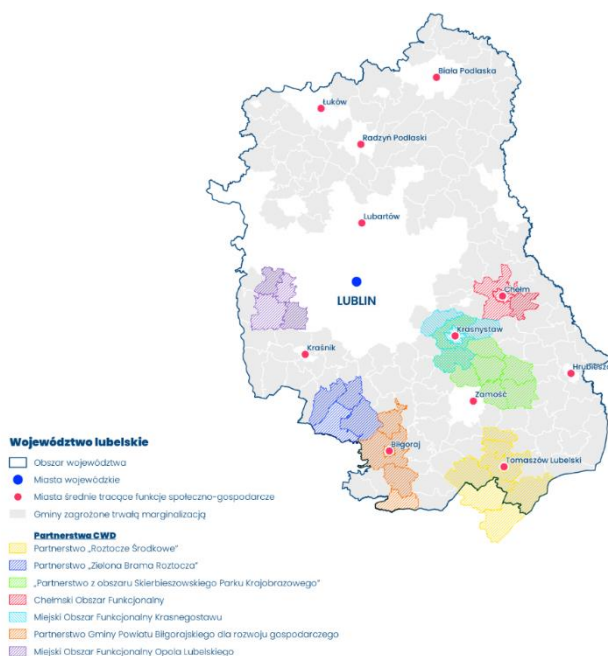 Biała Podlaska
Łuków
Radzyń Podlaski
Lubartów
LUBLIN
Chełm
Krasnystaw
Kraśnik
Hrubiesz
Zamość
Biłgoraj
Tomaszów Lubelski
Województwo lubelskie
Obszar województwa
Miasta wojewódzkie
Miasta średnie tracące funkcje społeczno-gospodarcze
Gminy zagrożone trwałą marginalizacją
Partnerstwa CWD
Partnerstwo „Roztocze Środkowe"
Partnerstwo „Zielona Brama Roztocza"
„Partnerstwo z obszaru Skierbieszowskiego Parku Krajobrazowego"
Chełmski Obszar Funkcjonalny
Miejski Obszar Funkcjonalny Krasnegostawu
Partnerstwo Gminy Powiatu Biłgorajskiego dla rozwoju gospodarczego
Miejski Obszar Funkcjonalny Opola Lubelskiego